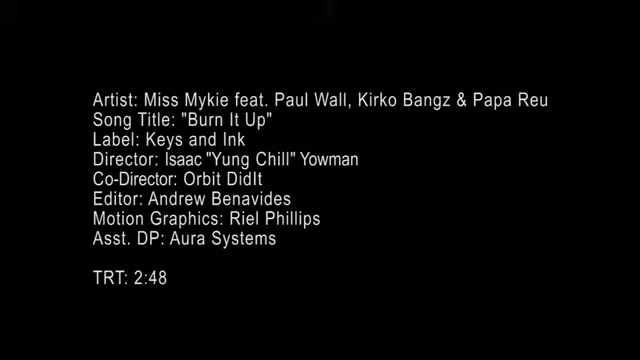 Artist: Miss Mykie feat. Paul Wall, Kirko Bangz & Papa Reu
Song Title: "Burn It Up"
Label: Keys and Ink
Director: Isaac "Yung Chill" Yowman
Co-Director: Orbit DidIt
Editor: Andrew Benavides
Motion Graphics: Riel Phillips
Asst. DP: Aura Systems
TRT: 2:48